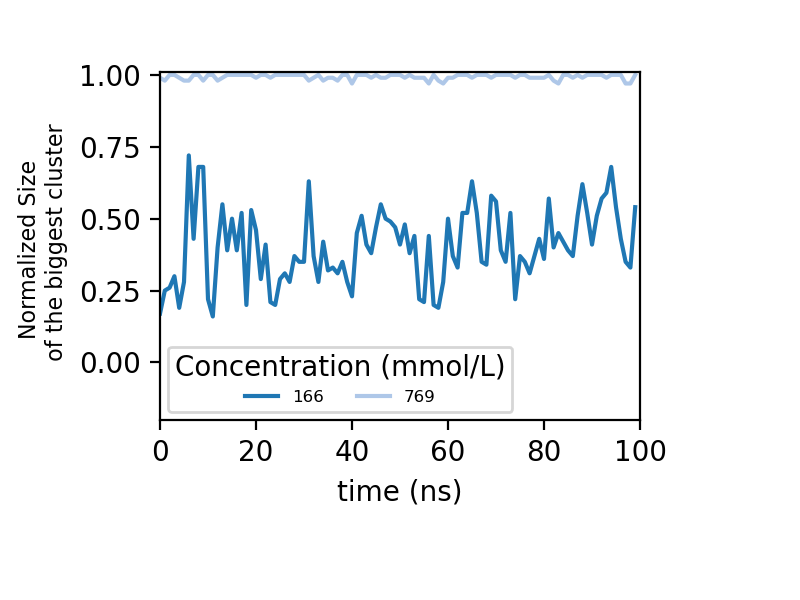 Normalized Size
of the biggest cluster
1.00
0.75
0.50
0.25
0.00
Concentration (mmol/L)
166 769
0 20 40 60 80 100
time (ns)